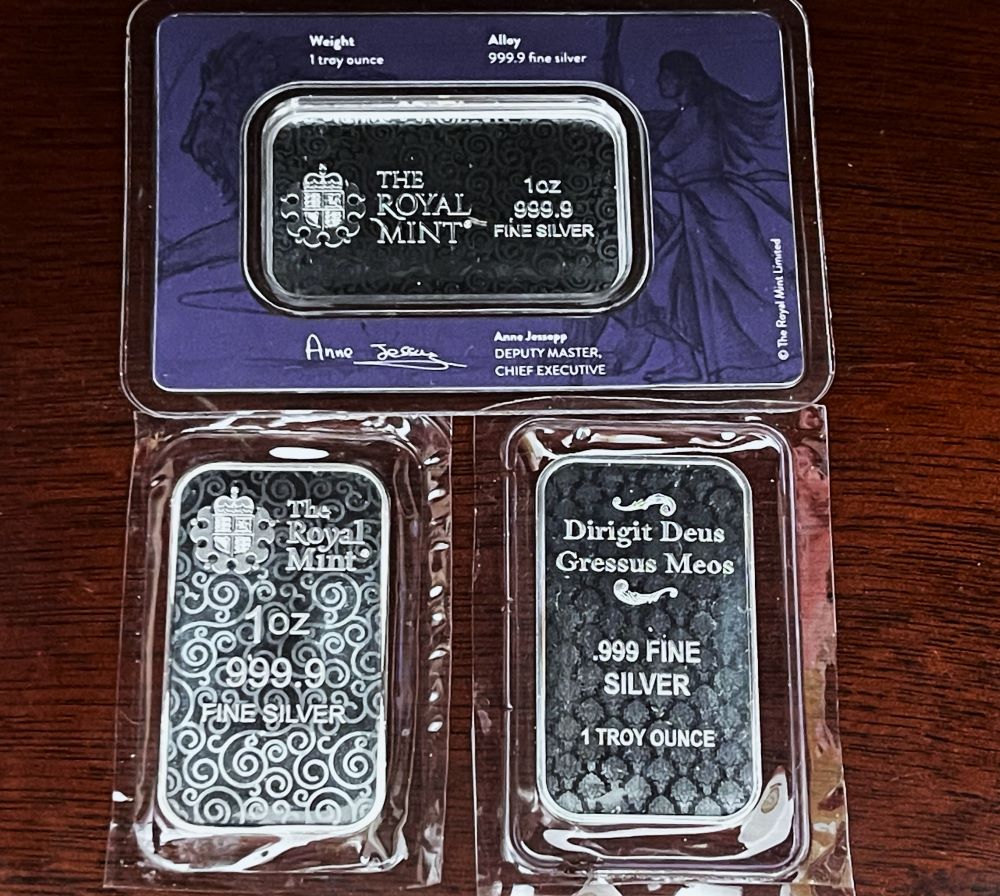 Weight
1 troy ounce
Alloy
999.9 fine silver
THE
ROYAL
MINT®
1oz
999.9
FINE SILVER
Anne Jessopp
Anne Jessopp
DEPUTY MASTER,
CHIEF EXECUTIVE
© The Royal Mint Limited
The
Royal
Mint®
1oz
999.9
FINE SILVER
Dirigit Deus
Gressus Meos
.999 FINE
SILVER
1 TROY OUNCE